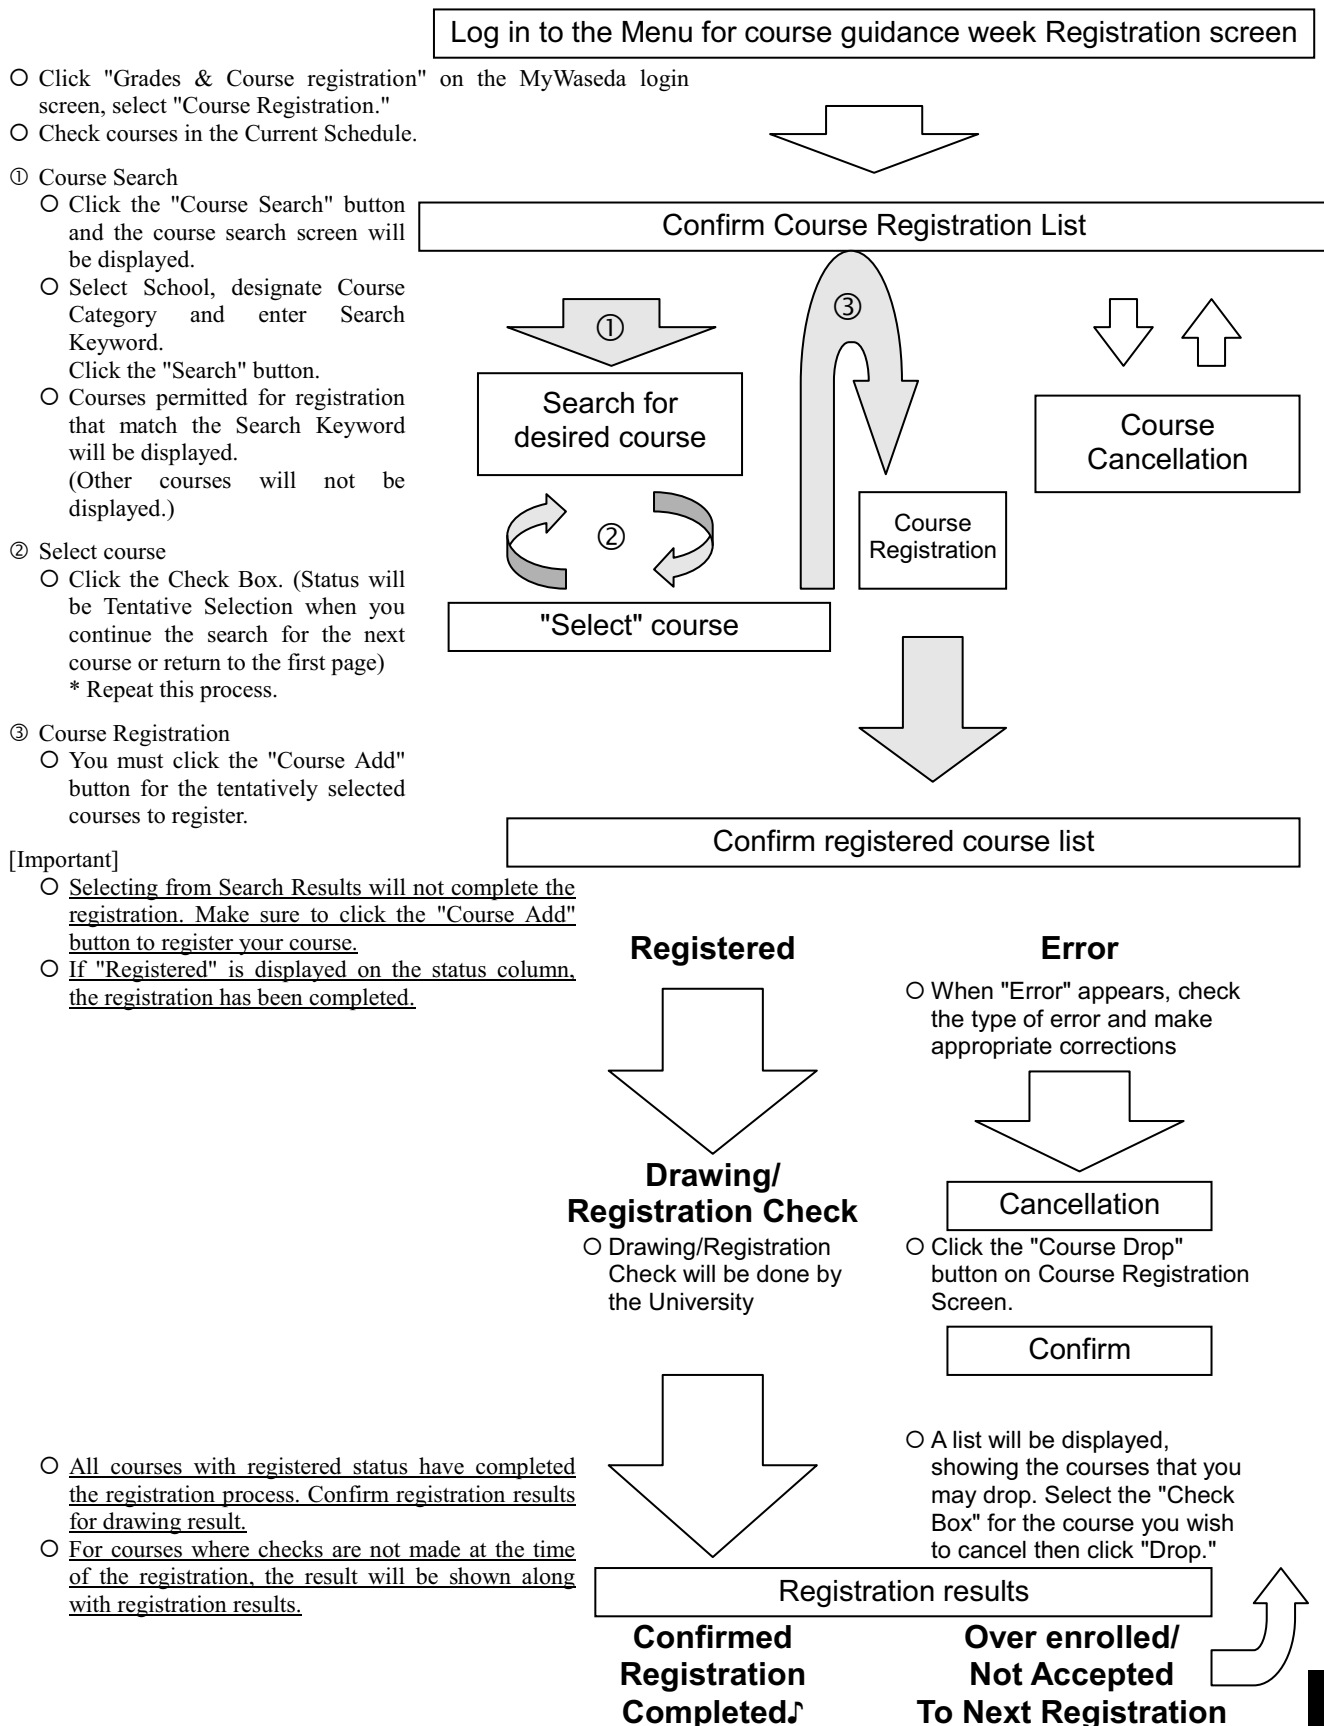 Log in to the Menu for course guidance week Registration screen
○ Click "Grades & Course registration" on the MyWaseda login
screen, select "Course Registration."
○ Check courses in the Current Schedule.
① Course Search
○ Click the "Course Search" button
and the course search screen will
be displayed.
○ Select School, designate Course
Category and enter Search
Keyword.
Click the "Search" button.
○ Courses permitted for registration
that match the Search Keyword
will be displayed.
(Other courses will not be
displayed.)
② Select course
○ Click the Check Box. (Status will
be Tentative Selection when you
continue the search for the next
course or return to the first page)
* Repeat this process.
③ Course Registration
○ You must click the "Course Add"
button for the tentatively selected
courses to register.
[Important]
○ Selecting from Search Results will not complete the
registration. Make sure to click the "Course Add"
button to register your course.
○ If "Registered" is displayed on the status column,
the registration has been completed.
○ All courses with registered status have completed
the registration process. Confirm registration results
for drawing result.
○ For courses where checks are not made at the time
of the registration, the result will be shown along
with registration results.
Confirm Course Registration List
①
Search for
desired course
②
"Select" course
③
Course
Registration
Course
Cancellation
Confirm registered course list
Registered
Drawing/
Registration Check
○ Drawing/Registration
Check will be done by
the University
Error
○ When "Error" appears, check
the type of error and make
appropriate corrections
Cancellation
○ Click the "Course Drop"
button on Course Registration
Screen.
Confirm
○ A list will be displayed,
showing the courses that you
may drop. Select the "Check
Box" for the course you wish
to cancel then click "Drop."
Registration results
Confirmed
Registration
Completed♪
Over enrolled/
Not Accepted
To Next Registration